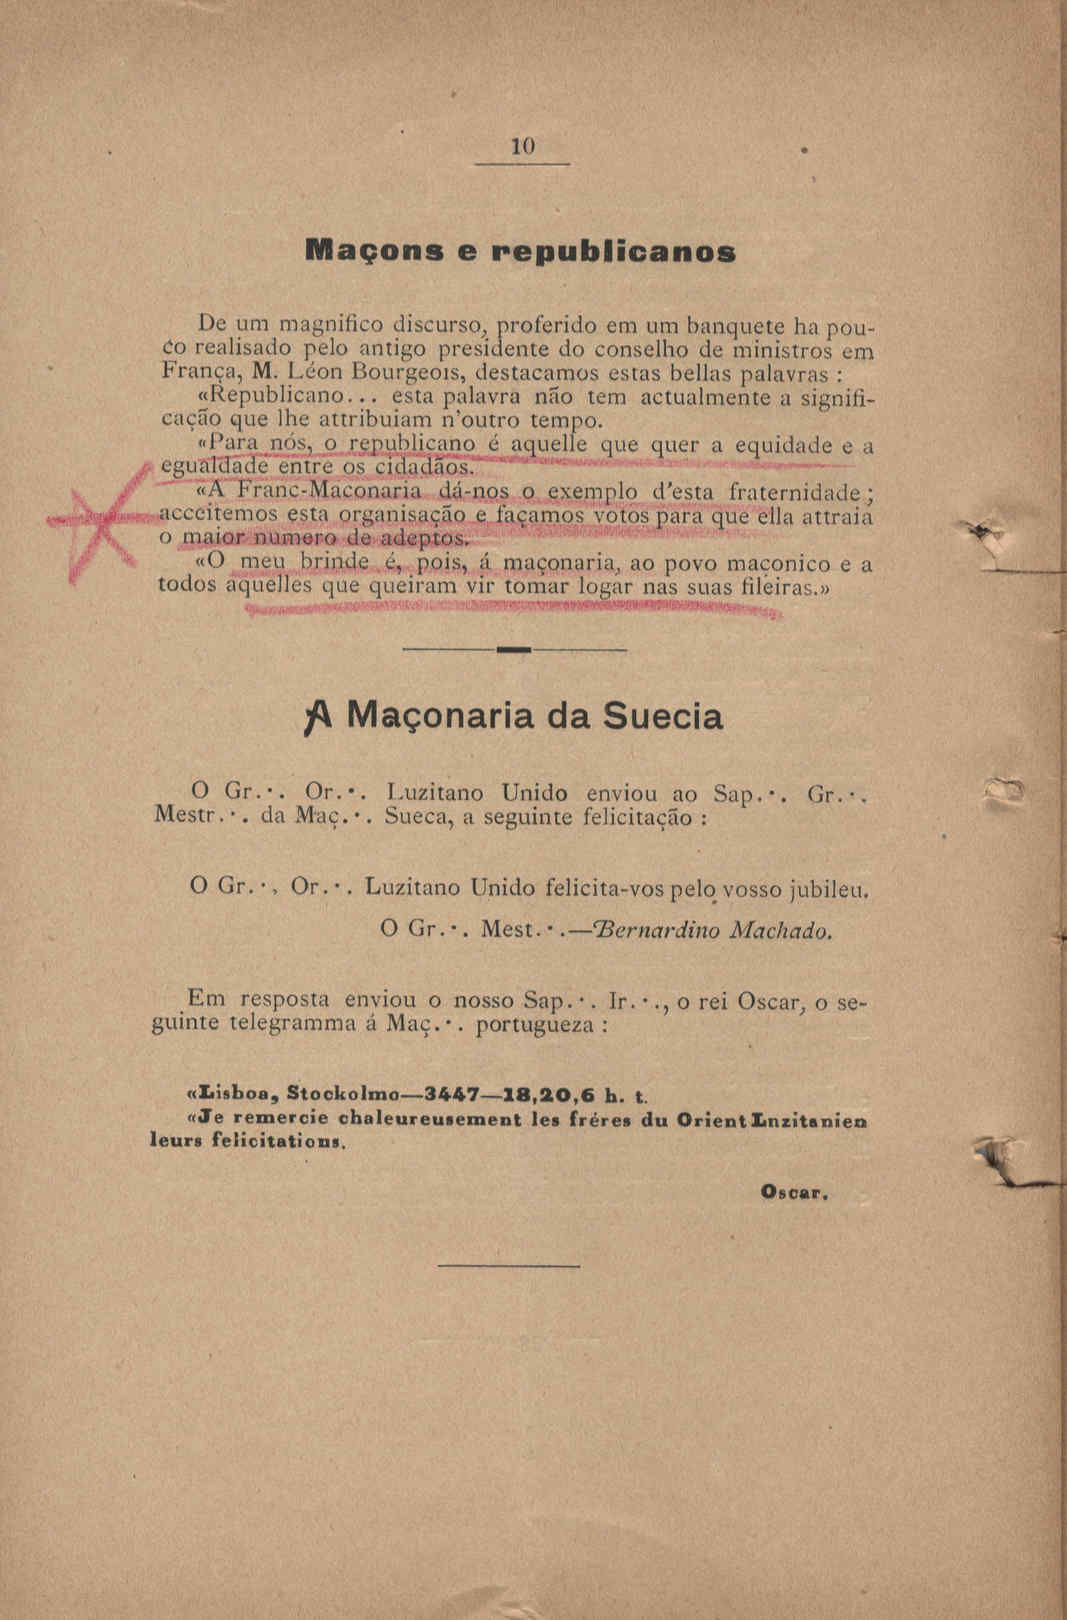 10
Maçons e republicanos
De um magnifico discurso, proferido em um banquete ha pou-
co realisado pelo antigo presidente do conselho de ministros em
França, M. Léon Bourgeois, destacamos estas bellas palavras :
«Republicano... esta palavra não tem actualmente a signifi-
cação que lhe attribuiam n'outro tempo.
«Para nós, o republicano é aquelle que quer a equidade e a
egualdade entre os cidadãos.
«A Franc-Maconaria dá-nos o exemplo d'esta fraternidade ;
acceitemos esta organisação e façamos votos para que ella attraia
o maior numero de adeptos.
«O meu brinde é, pois, á maçonaria, ao povo maçonico e a
todos aquelles que queiram vir tomar logar nas suas fileiras.»
A Maçonaria da Suecia
O Gr.·. Or.·. Luzitano Unido enviou ao Sap.·. Gr.·.
Mestr.·. da Maç.·. Sueca, a seguinte felicitação :
O Gr.·, Or.·. Luzitano Unido felicita-vos pelo vosso jubileu.
O Gr.·. Mest.·.—Bernardino Machado.
Em resposta enviou o nosso Sap.·. Ir.·., o rei Oscar, o se-
guinte telegramma á Maç.·. portugueza :
«Lisboa, Stockolmo—3447—18,20,6 h. t.
«Je remercie chaleureusement les fréres du Orient Lnzitanien
leurs felicitations.
Oscar.